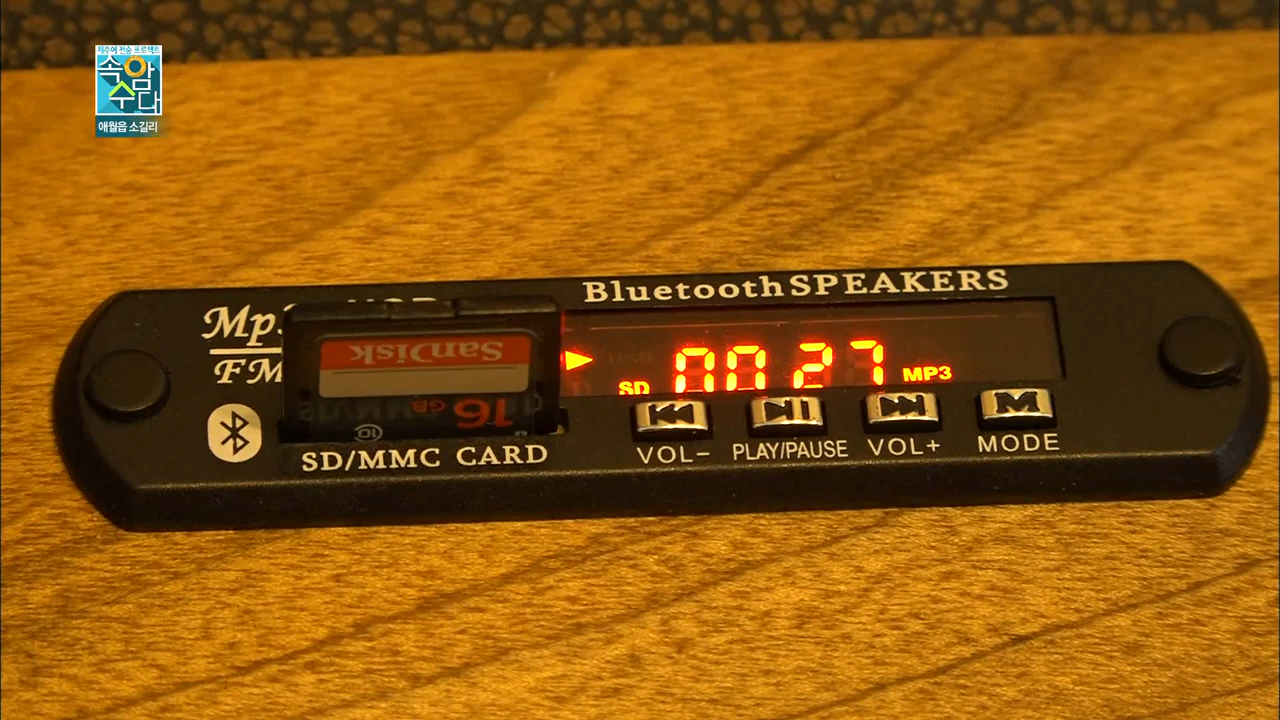 제주어 전승 프로젝트
속암
수다
애월읍 소길리
Bluetooth SPEAKERS
FM
SanDisk
16 GB
10
SD 0027 MP3
VOL- PLAY/PAUSE VOL+ M MODE
SD/MMC CARD